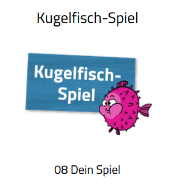 Kugelfisch-Spiel
Kugelfisch-
Spiel
08 Dein Spiel